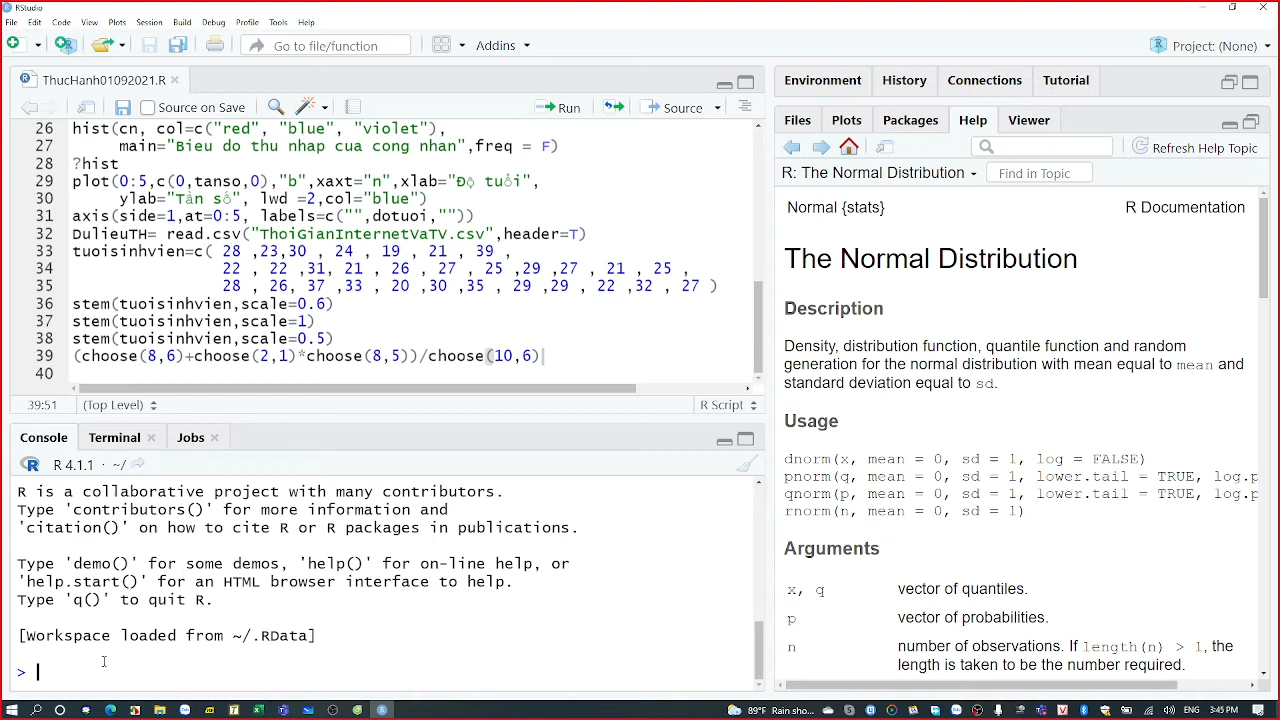 RStudio
File Edit Code View Plots Session Build Debug Profile Tools Help
Go to file/function Addins Project: (None)
ThucHanh01092021.R
Source on Save Run Source
26 hist(cn, col=c("red", "blue", "violet"),
27 main="Bieu do thu nhap cua cong nhan",freq = F)
28 ?hist
29 plot(0:5,c(0,tanso,0),"b",xaxt="n",xlab="Độ tuổi",
30 ylab="Tần số", lwd =2,col="blue")
31 axis(side=1,at=0:5, labels=c("",dotuoi,""))
32 DulieuTH= read.csv("ThoiGianInternetVaTV.csv",header=T)
33 tuoisinhvien=c( 28 ,23,30 , 24 , 19 , 21 , 39 ,
34 22 , 22 ,31, 21 , 26 , 27 , 25 ,29 ,27 , 21 , 25 ,
35 28 , 26, 37 ,33 , 20 ,30 ,35 , 29 ,29 , 22 ,32 , 27 )
36 stem(tuoisinhvien,scale=0.6)
37 stem(tuoisinhvien,scale=1)
38 stem(tuoisinhvien,scale=0.5)
39 (choose(8,6)+choose(2,1)*choose(8,5))/choose(10,6)
40
39:51 (Top Level) R Script
Console Terminal Jobs
R 4.1.1 · ~/
R is a collaborative project with many contributors.
Type 'contributors()' for more information and
'citation()' on how to cite R or R packages in publications.
Type 'demo()' for some demos, 'help()' for on-line help, or
'help.start()' for an HTML browser interface to help.
Type 'q()' to quit R.
[Workspace loaded from ~/.RData]
>
Environment History Connections Tutorial
Files Plots Packages Help Viewer
Refresh Help Topic
R: The Normal Distribution Find in Topic
Normal {stats} R Documentation
The Normal Distribution
Description
Density, distribution function, quantile function and random
generation for the normal distribution with mean equal to mean and
standard deviation equal to sd.
Usage
dnorm(x, mean = 0, sd = 1, log = FALSE)
pnorm(q, mean = 0, sd = 1, lower.tail = TRUE, log.p
qnorm(p, mean = 0, sd = 1, lower.tail = TRUE, log.p
rnorm(n, mean = 0, sd = 1)
Arguments
x, q vector of quantiles.
p vector of probabilities.
n number of observations. If length(n) > 1, the
length is taken to be the number required.
89°F Rain sho... 3:45 PM